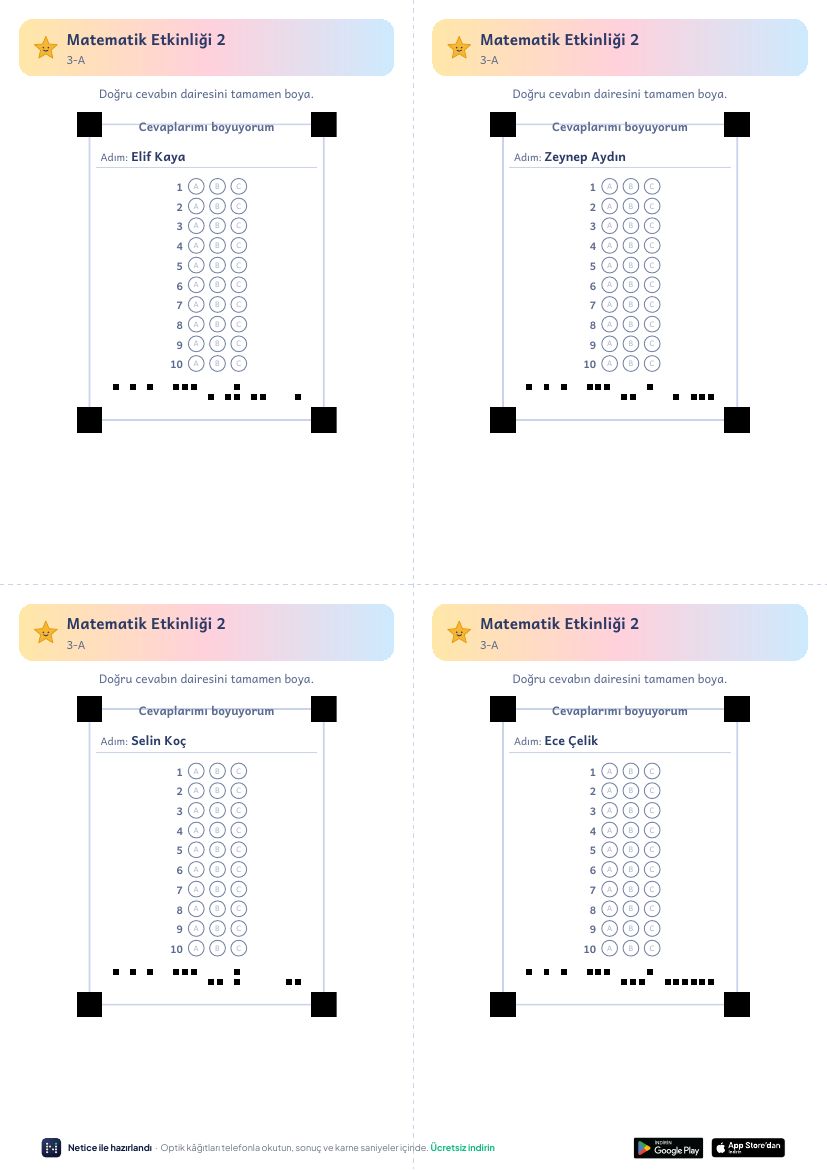 Matematik Etkinliği 2
3-A
Doğru cevabın dairesini tamamen boya.
Cevaplarımı boyuyorum
Adım: Elif Kaya
1 A B C
2 A B C
3 A B C
4 A B C
5 A B C
6 A B C
7 A B C
8 A B C
9 A B C
10 A B C
Matematik Etkinliği 2
3-A
Doğru cevabın dairesini tamamen boya.
Cevaplarımı boyuyorum
Adım: Zeynep Aydın
1 A B C
2 A B C
3 A B C
4 A B C
5 A B C
6 A B C
7 A B C
8 A B C
9 A B C
10 A B C
Matematik Etkinliği 2
3-A
Doğru cevabın dairesini tamamen boya.
Cevaplarımı boyuyorum
Adım: Selin Koç
1 A B C
2 A B C
3 A B C
4 A B C
5 A B C
6 A B C
7 A B C
8 A B C
9 A B C
10 A B C
Matematik Etkinliği 2
3-A
Doğru cevabın dairesini tamamen boya.
Cevaplarımı boyuyorum
Adım: Ece Çelik
1 A B C
2 A B C
3 A B C
4 A B C
5 A B C
6 A B C
7 A B C
8 A B C
9 A B C
10 A B C
Netice ile hazırlandı · Optik kâğıtları telefonla okutun, sonuç ve karne saniyeler içinde. Ücretsiz indirin
İNDİRİN
Google Play
App Store'dan
İndirin